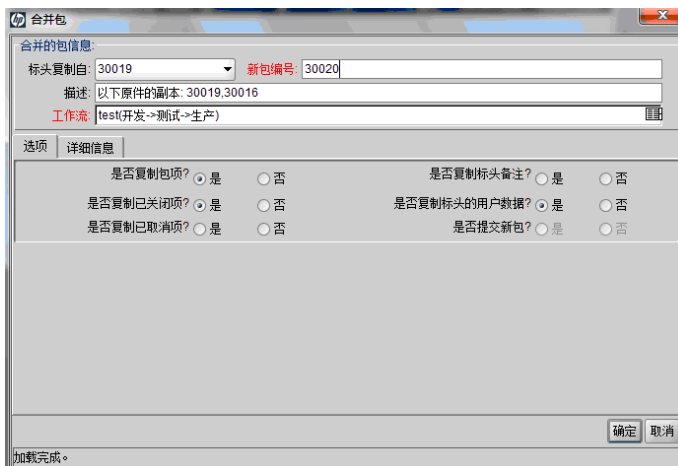 合并包
合并的包信息:
标头复制自: 30019 新包编号: 30020
描述: 以下原件的副本: 30019,30016
工作流: test(开发->测试->生产)
选项 详细信息
是否复制包项? 是 否 是否复制标头备注? 是 否
是否复制已关闭项? 是 否 是否复制标头的用户数据? 是 否
是否复制已取消项? 是 否 是否提交新包? 是 否
确定 取消
加载完成。